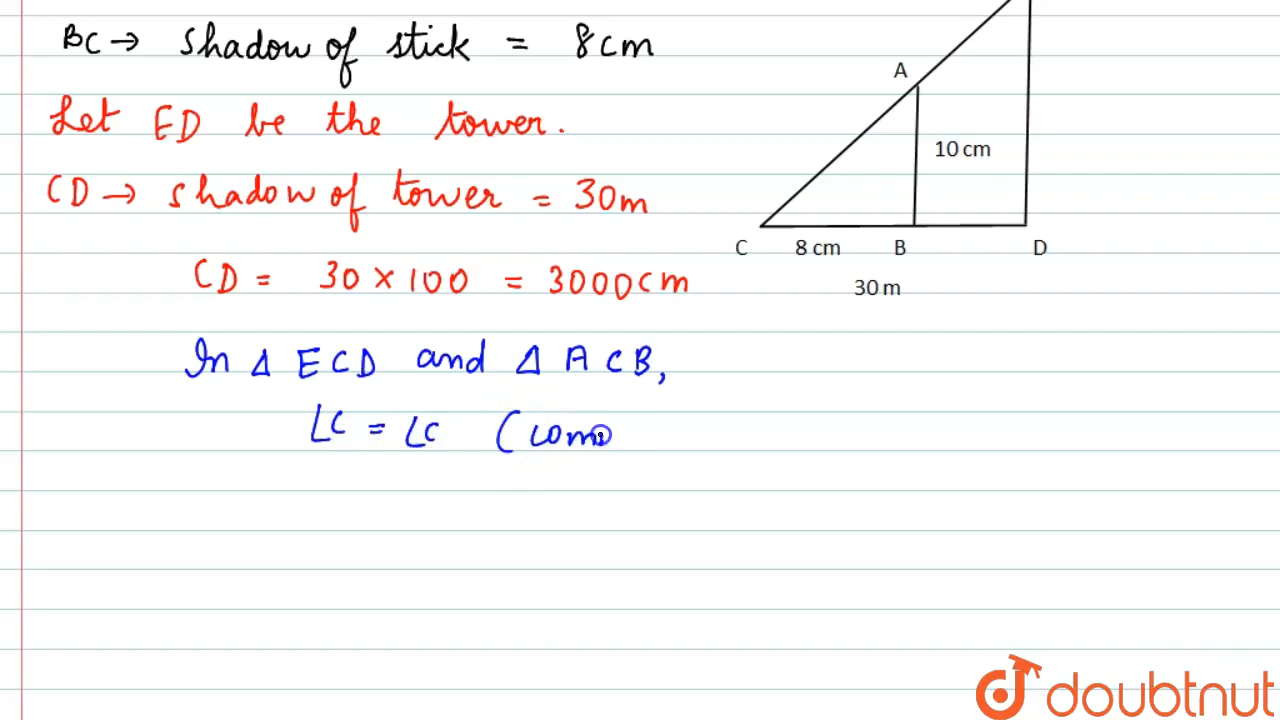 BC → Shadow of stick = 8cm
Let ED be the tower.
CD → shadow of tower = 30m
CD = 30 × 100 = 3000cm
In Δ ECD and Δ ACB,
∠C = ∠C (com
A
10 cm
C 8 cm B D
30 m
doubtnut